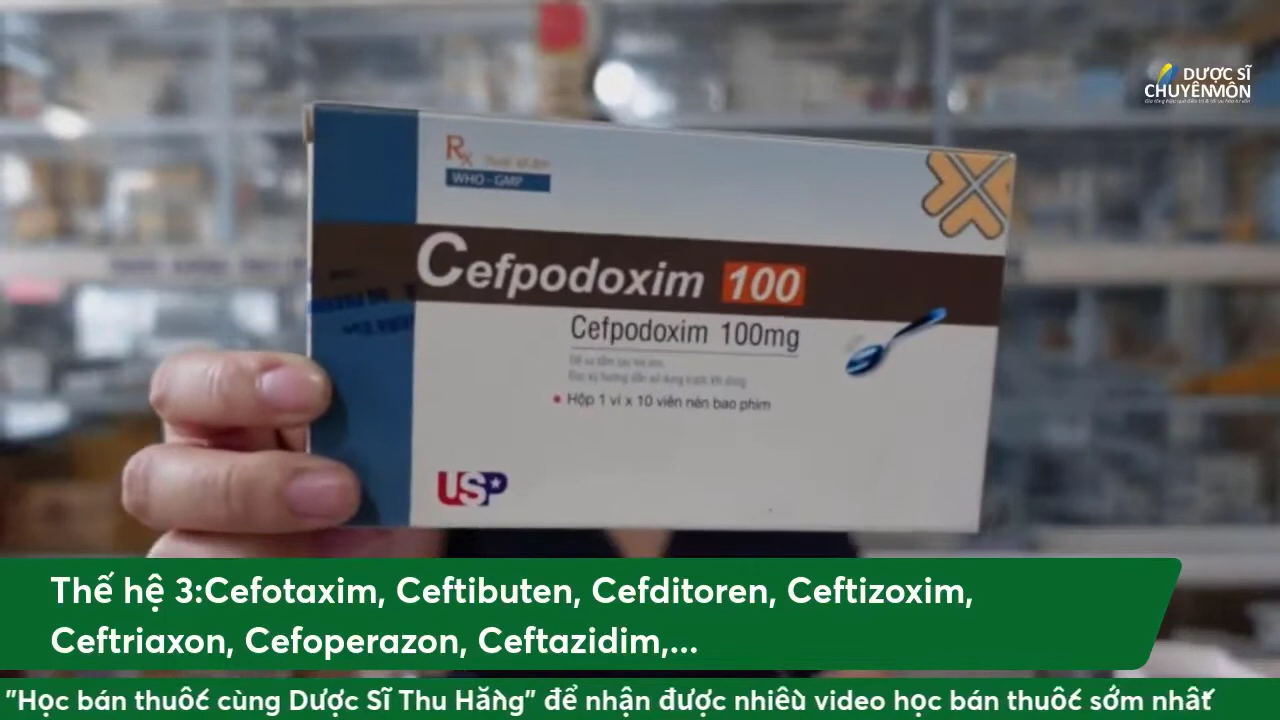 DƯỢC SĨ
CHUYÊN MÔN
Rx
WHO - GMP
Cefpodoxim 100
Cefpodoxim 100mg
Hộp 1 vỉ x 10 viên nén bao phim
USP
Thế hệ 3:Cefotaxim, Ceftibuten, Cefditoren, Ceftizoxim,
Ceftriaxon, Cefoperazon, Ceftazidim,...
"Học bán thuốc cùng Dược Sĩ Thu Hằng" để nhận được nhiều video học bán thuốc sớm nhất